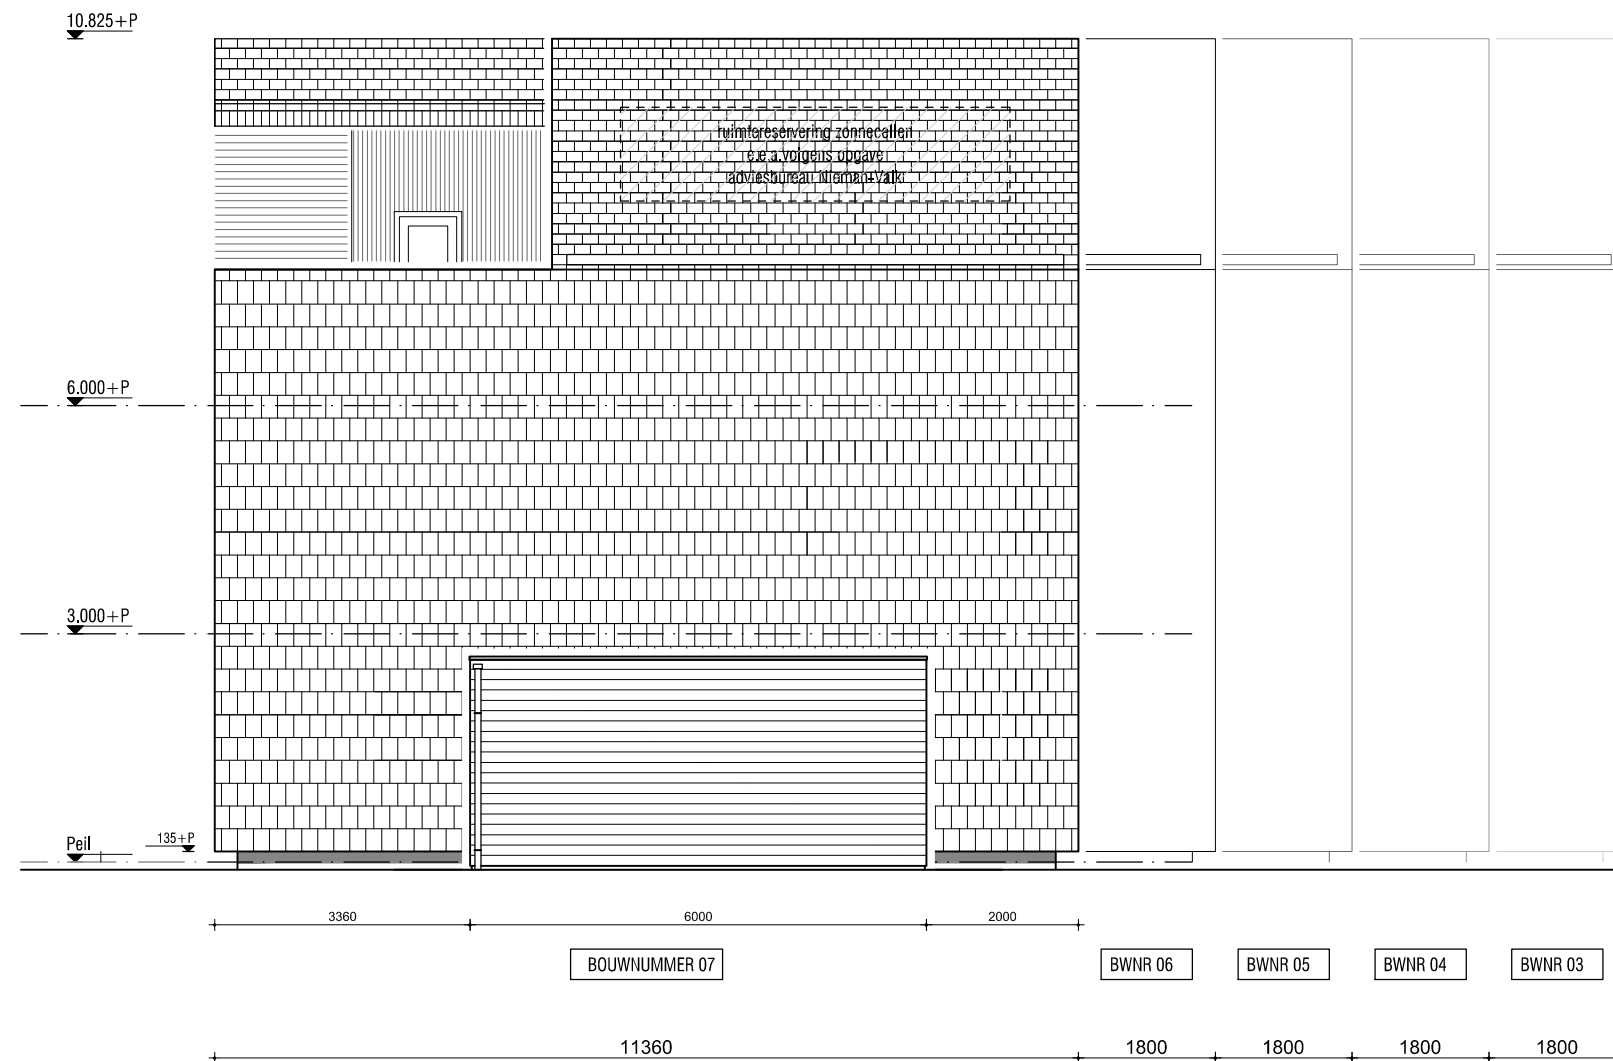 10.825+P
ruimtereservering zonnecellen
e.e.a.volgens opgave
adviesbureau Nieman-Valk
6.000+P
3.000+P
Peil
135+P
3360
6000
2000
BOUWNUMMER 07
BWNR 06
BWNR 05
BWNR 04
BWNR 03
11360
1800
1800
1800
1800